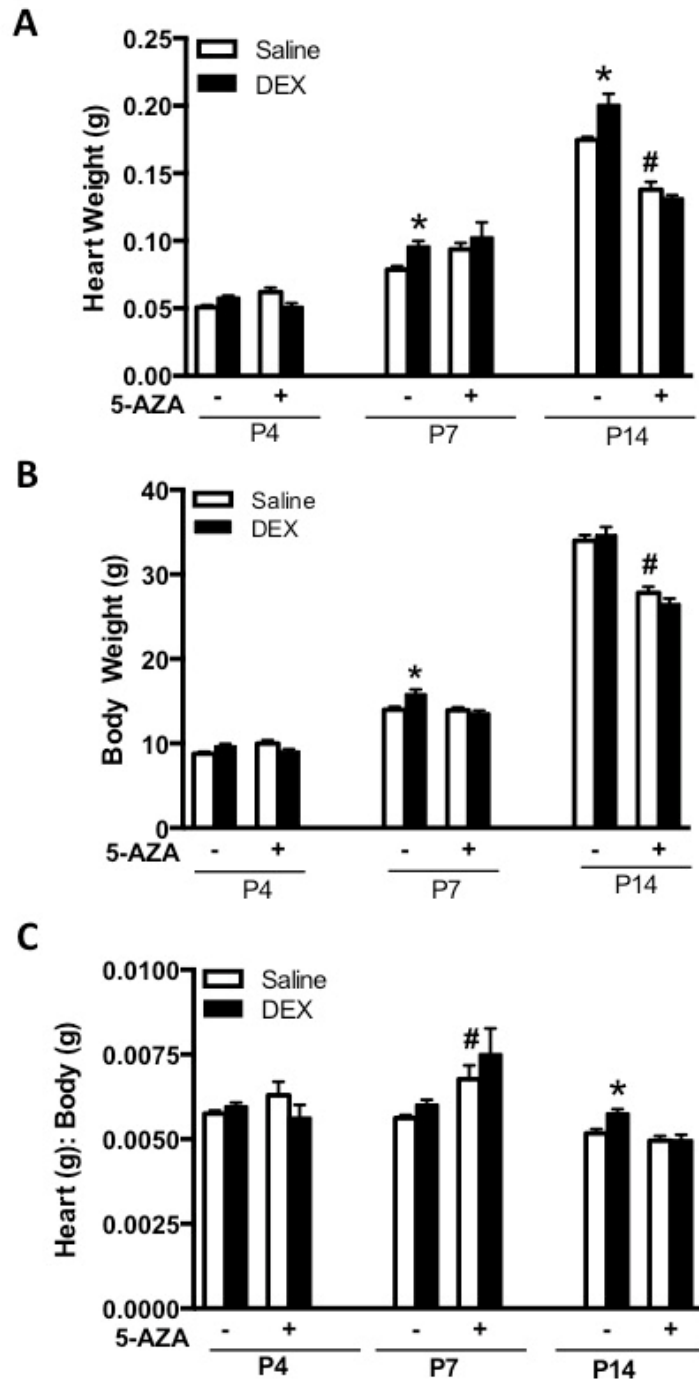 A
Heart Weight (g)
0.25
0.20
0.15
0.10
0.05
0.00
Saline
DEX
*
*
#
5-AZA - + - + - +
P4 P7 P14
B
Body Weight (g)
40
30
20
10
0
Saline
DEX
*
#
5-AZA - + - + - +
P4 P7 P14
C
Heart (g): Body (g)
0.0100
0.0075
0.0050
0.0025
0.0000
Saline
DEX
#
*
5-AZA - + - + - +
P4 P7 P14